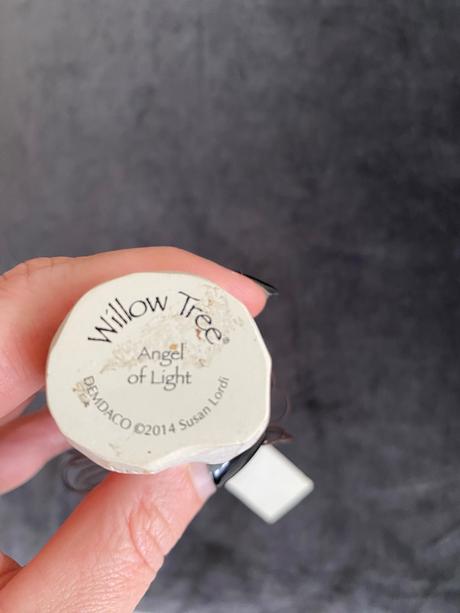 Willow Tree®
Angel
of Light
DEMDACO ©2014 Susan Lordi